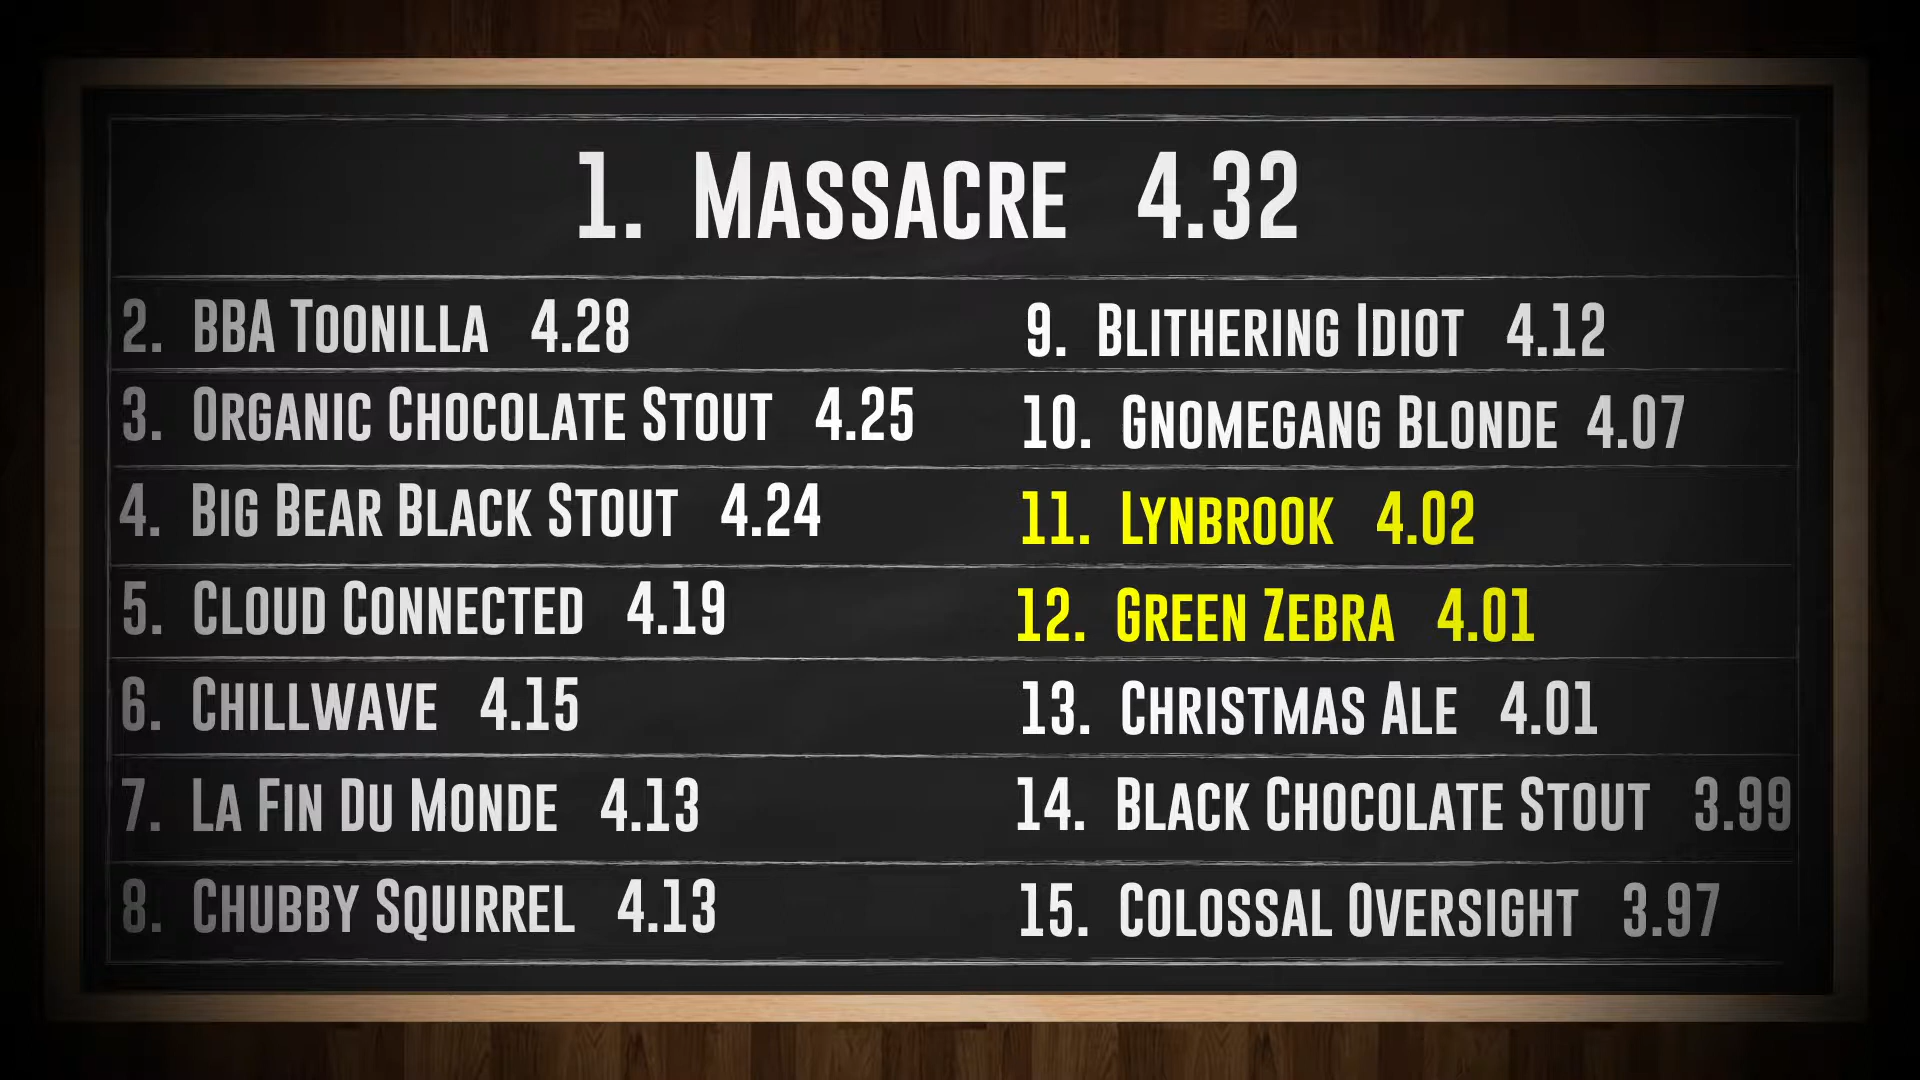 1. Massacre 4.32
2. BBA Toonilla 4.28
3. Organic Chocolate Stout 4.25
4. Big Bear Black Stout 4.24
5. Cloud Connected 4.19
6. Chillwave 4.15
7. La Fin Du Monde 4.13
8. Chubby Squirrel 4.13
9. Blithering Idiot 4.12
10. Gnomegang Blonde 4.07
11. Lynbrook 4.02
12. Green Zebra 4.01
13. Christmas Ale 4.01
14. Black Chocolate Stout 3.99
15. Colossal Oversight 3.97